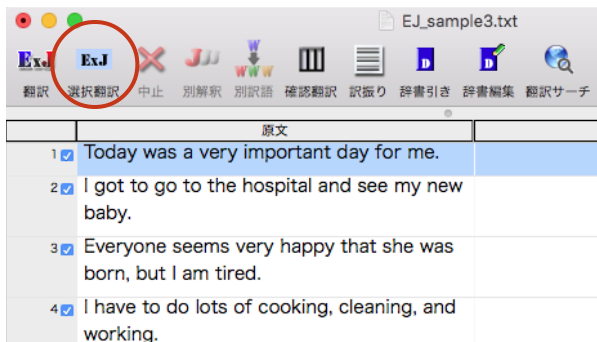 EJ_sample3.txt
ExJ ExJ JJJ W WWW D D
翻訳 選択翻訳 中止 別解釈 別訳語 確認翻訳 訳振り 辞書引き 辞書編集 翻訳サーチ
原文
1 Today was a very important day for me.
2 I got to go to the hospital and see my new
baby.
3 Everyone seems very happy that she was
born, but I am tired.
4 I have to do lots of cooking, cleaning, and
working.